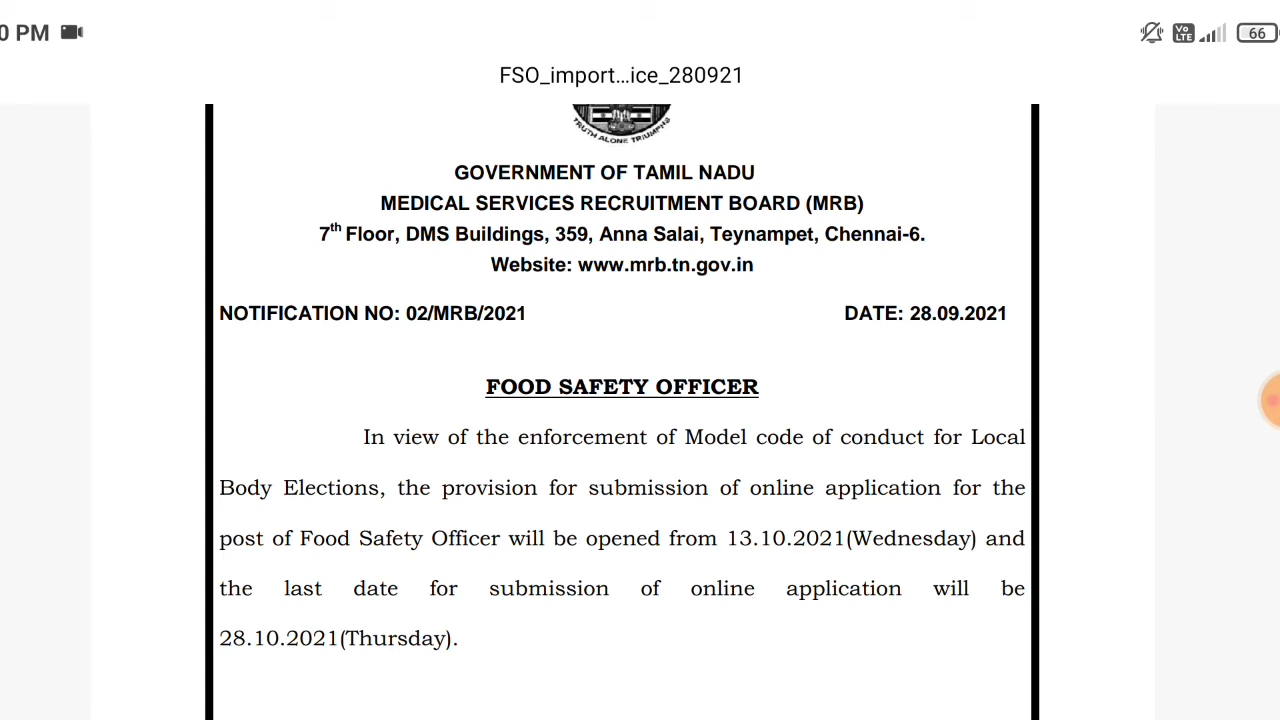 0 PM
Vo LTE
66
FSO_import...ice_280921
TRUTH ALONE TRIUMPHS
GOVERNMENT OF TAMIL NADU
MEDICAL SERVICES RECRUITMENT BOARD (MRB)
7th Floor, DMS Buildings, 359, Anna Salai, Teynampet, Chennai-6.
Website: www.mrb.tn.gov.in
NOTIFICATION NO: 02/MRB/2021 DATE: 28.09.2021
FOOD SAFETY OFFICER
In view of the enforcement of Model code of conduct for Local
Body Elections, the provision for submission of online application for the
post of Food Safety Officer will be opened from 13.10.2021(Wednesday) and
the last date for submission of online application will be
28.10.2021(Thursday).